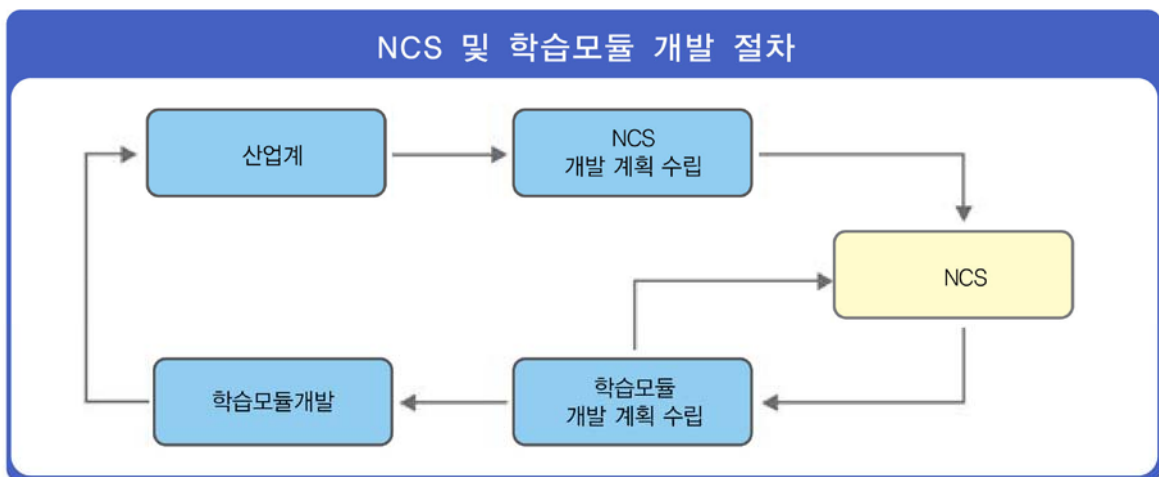 NCS 및 학습모듈 개발 절차
산업계
NCS
개발 계획 수립
NCS
학습모듈개발
학습모듈
개발 계획 수립